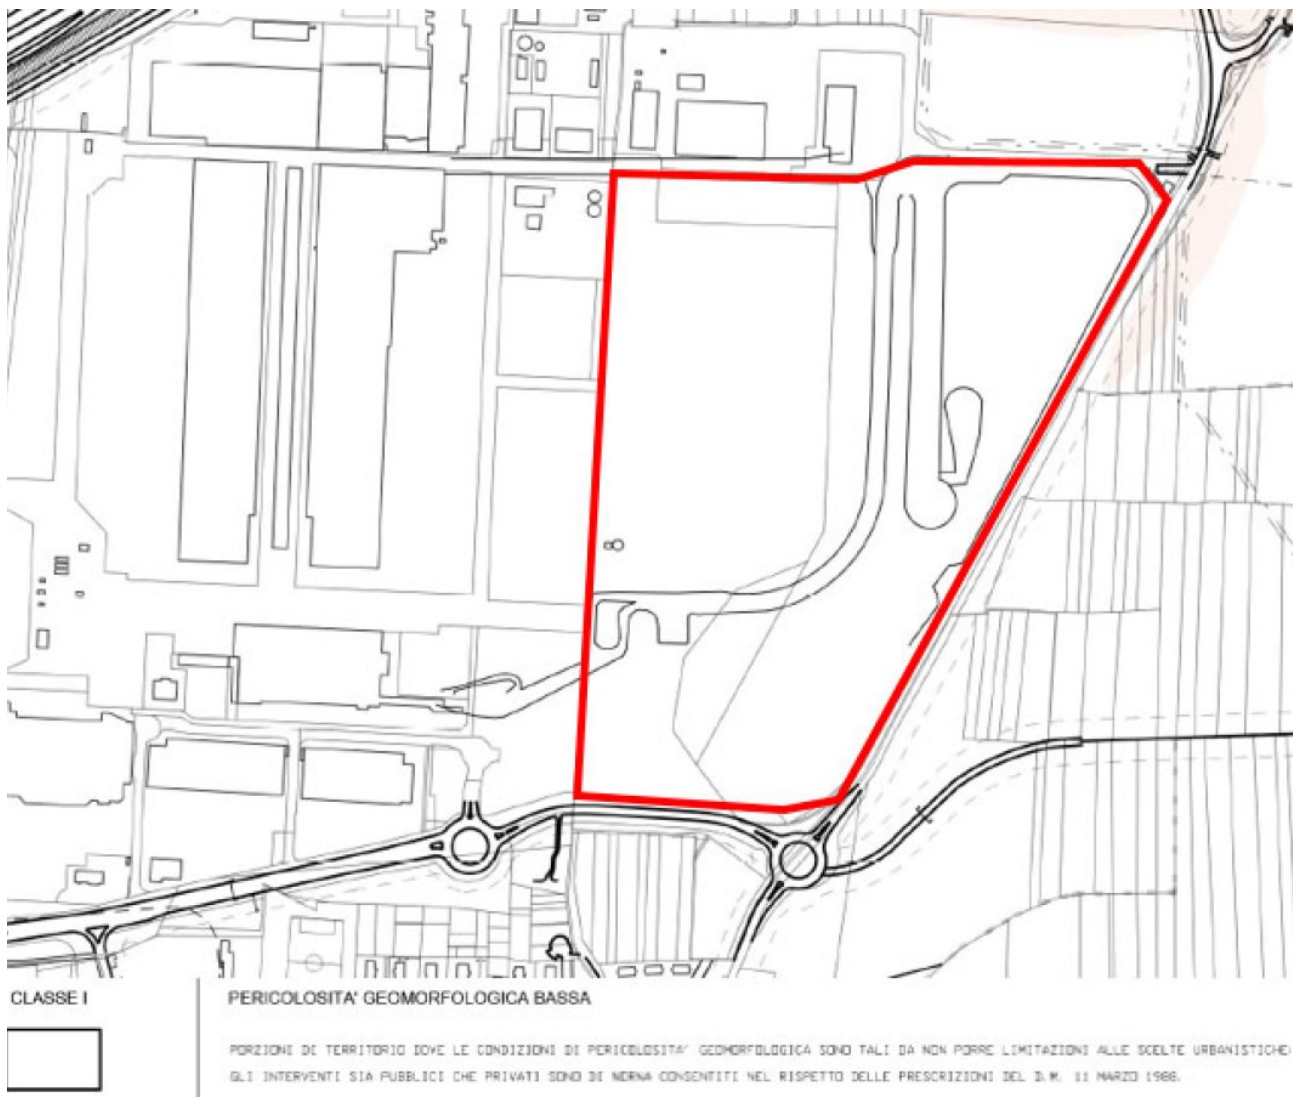 CLASSE I
PERICOLOSITA' GEOMORFOLOGICA BASSA
PORZIONI DI TERRITORIO DOVE LE CONDIZIONI DI PERICOLOSITA' GEOMORFOLOGICA SONO TALI DA NON PORRE LIMITAZIONI ALLE SCELTE URBANISTICHE:
GLI INTERVENTI SIA PUBBLICI CHE PRIVATI SONO DI NORMA CONSENTITI NEL RISPETTO DELLE PRESCRIZIONI DEL D.M. 11 MARZO 1988.